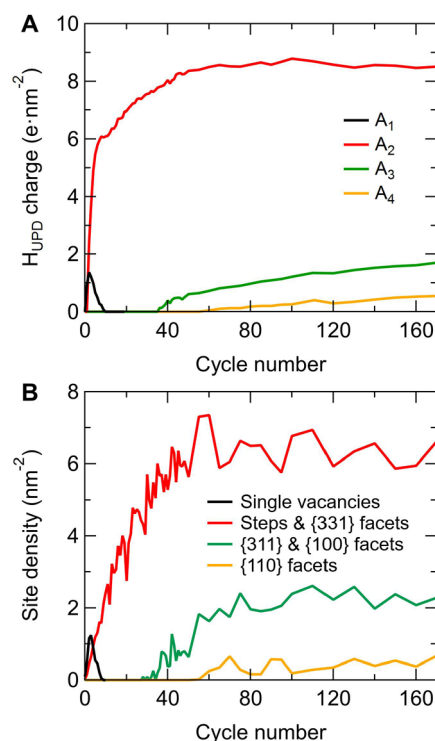 A
H_UPD charge (e·nm⁻²)
10
8
6
4
2
0
A₁
A₂
A₃
A₄
0 40 80 120 160
Cycle number
B
Site density (nm⁻²)
8
6
4
2
0
Single vacancies
Steps & {331} facets
{311} & {100} facets
{110} facets
0 40 80 120 160
Cycle number